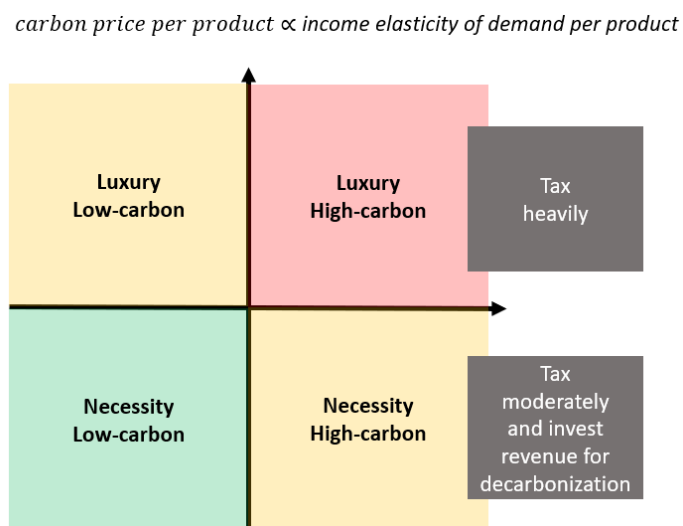 carbon price per product ∝ income elasticity of demand per product
Luxury
Low-carbon
Luxury
High-carbon
Tax
heavily
Necessity
Low-carbon
Necessity
High-carbon
Tax
moderately
and invest
revenue for
decarbonization